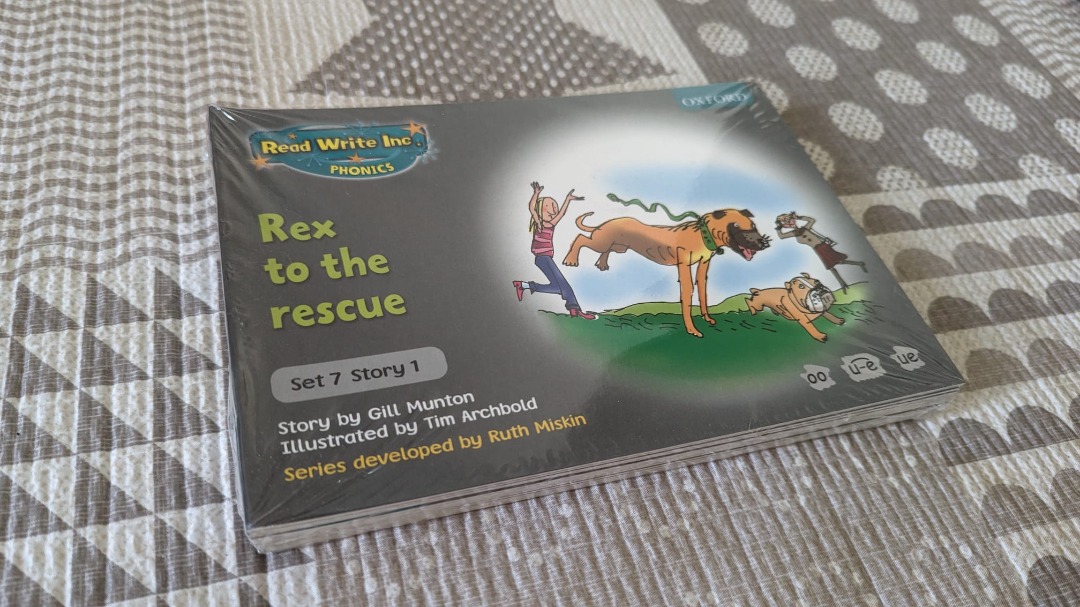 OXFORD
Read Write Inc.
PHONICS
Rex
to the
rescue
Set 7 Story 1
Story by Gill Munton
Illustrated by Tim Archbold
Series developed by Ruth Miskin
oo u-e ue